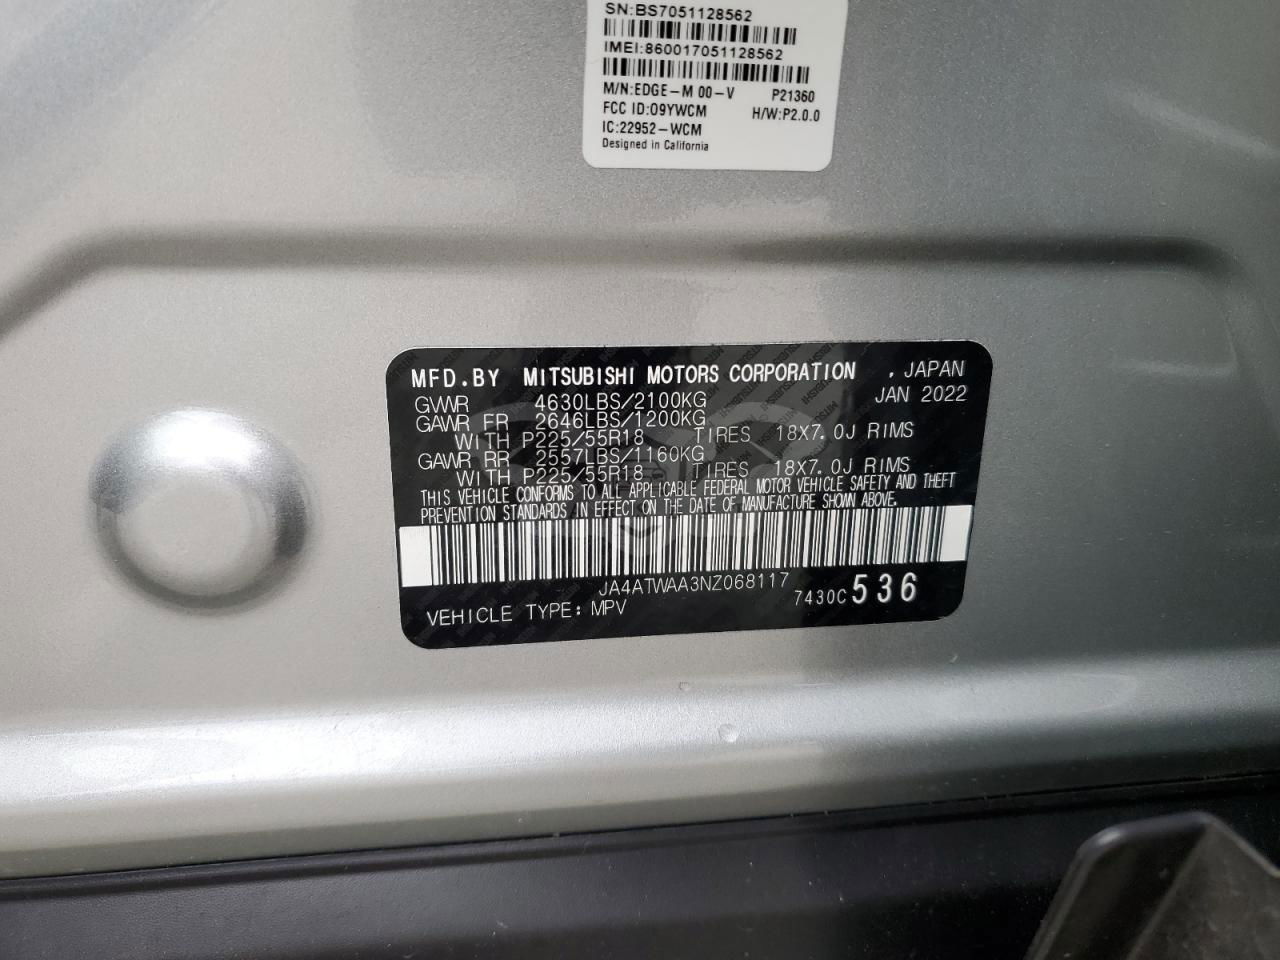 SN:BS7051128562
IMEI:860017051128562
M/N:EDGE-M 00-V P21360
FCC ID:09YWCM H/W:P2.0.0
IC:22952-WCM
Designed in California
MFD.BY MITSUBISHI MOTORS CORPORATION , JAPAN
GVWR 4630LBS/2100KG JAN 2022
GAWR FR 2646LBS/1200KG
WITH P225/55R18 TIRES 18X7.0J RIMS
GAWR RR 2557LBS/1160KG
WITH P225/55R18 TIRES 18X7.0J RIMS
THIS VEHICLE CONFORMS TO ALL APPLICABLE FEDERAL MOTOR VEHICLE SAFETY AND THEFT
PREVENTION STANDARDS IN EFFECT ON THE DATE OF MANUFACTURE SHOWN ABOVE.
JA4ATWAA3NZ068117
VEHICLE TYPE: MPV 7430C 536